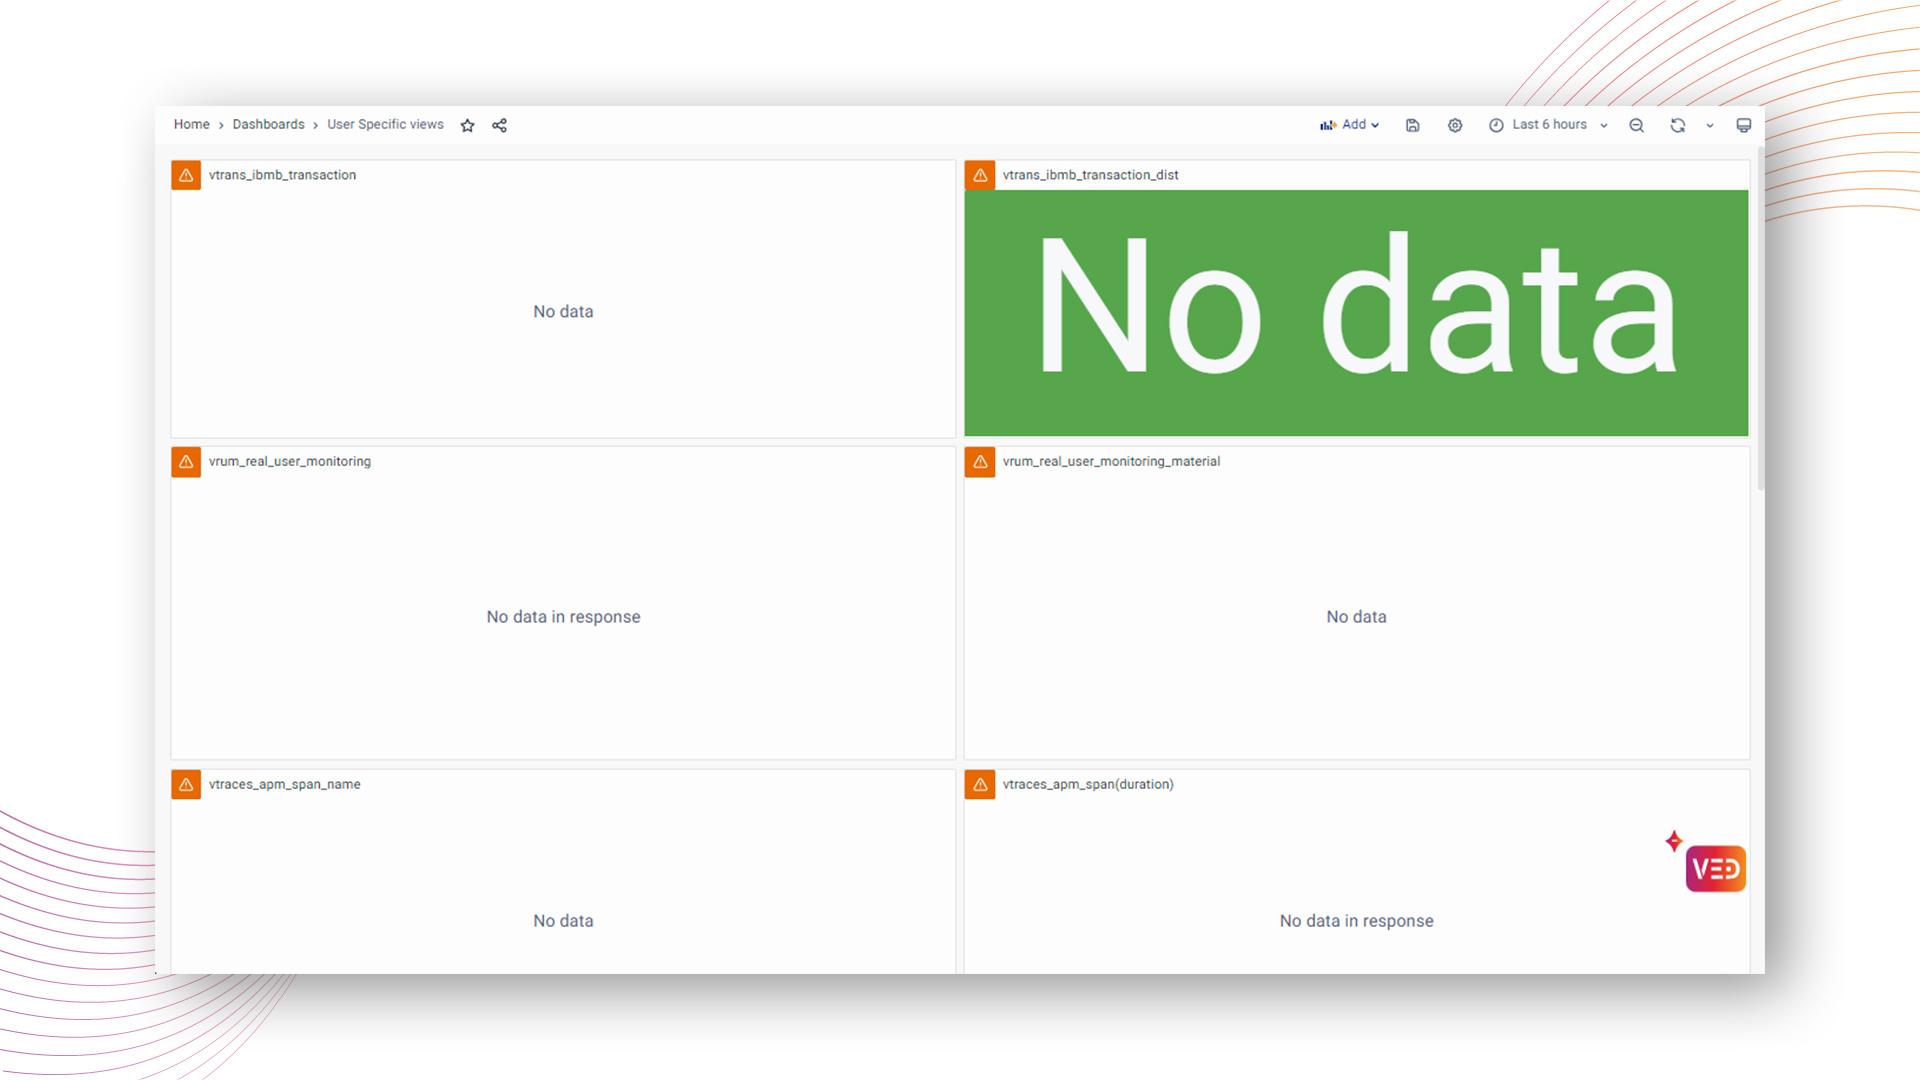 Home › Dashboards › User Specific views
Add
Last 6 hours
vtrans_ibmb_transaction
No data
vtrans_ibmb_transaction_dist
No data
vrum_real_user_monitoring
No data in response
vrum_real_user_monitoring_material
No data
vtraces_apm_span_name
No data
vtraces_apm_span(duration)
No data in response
VED